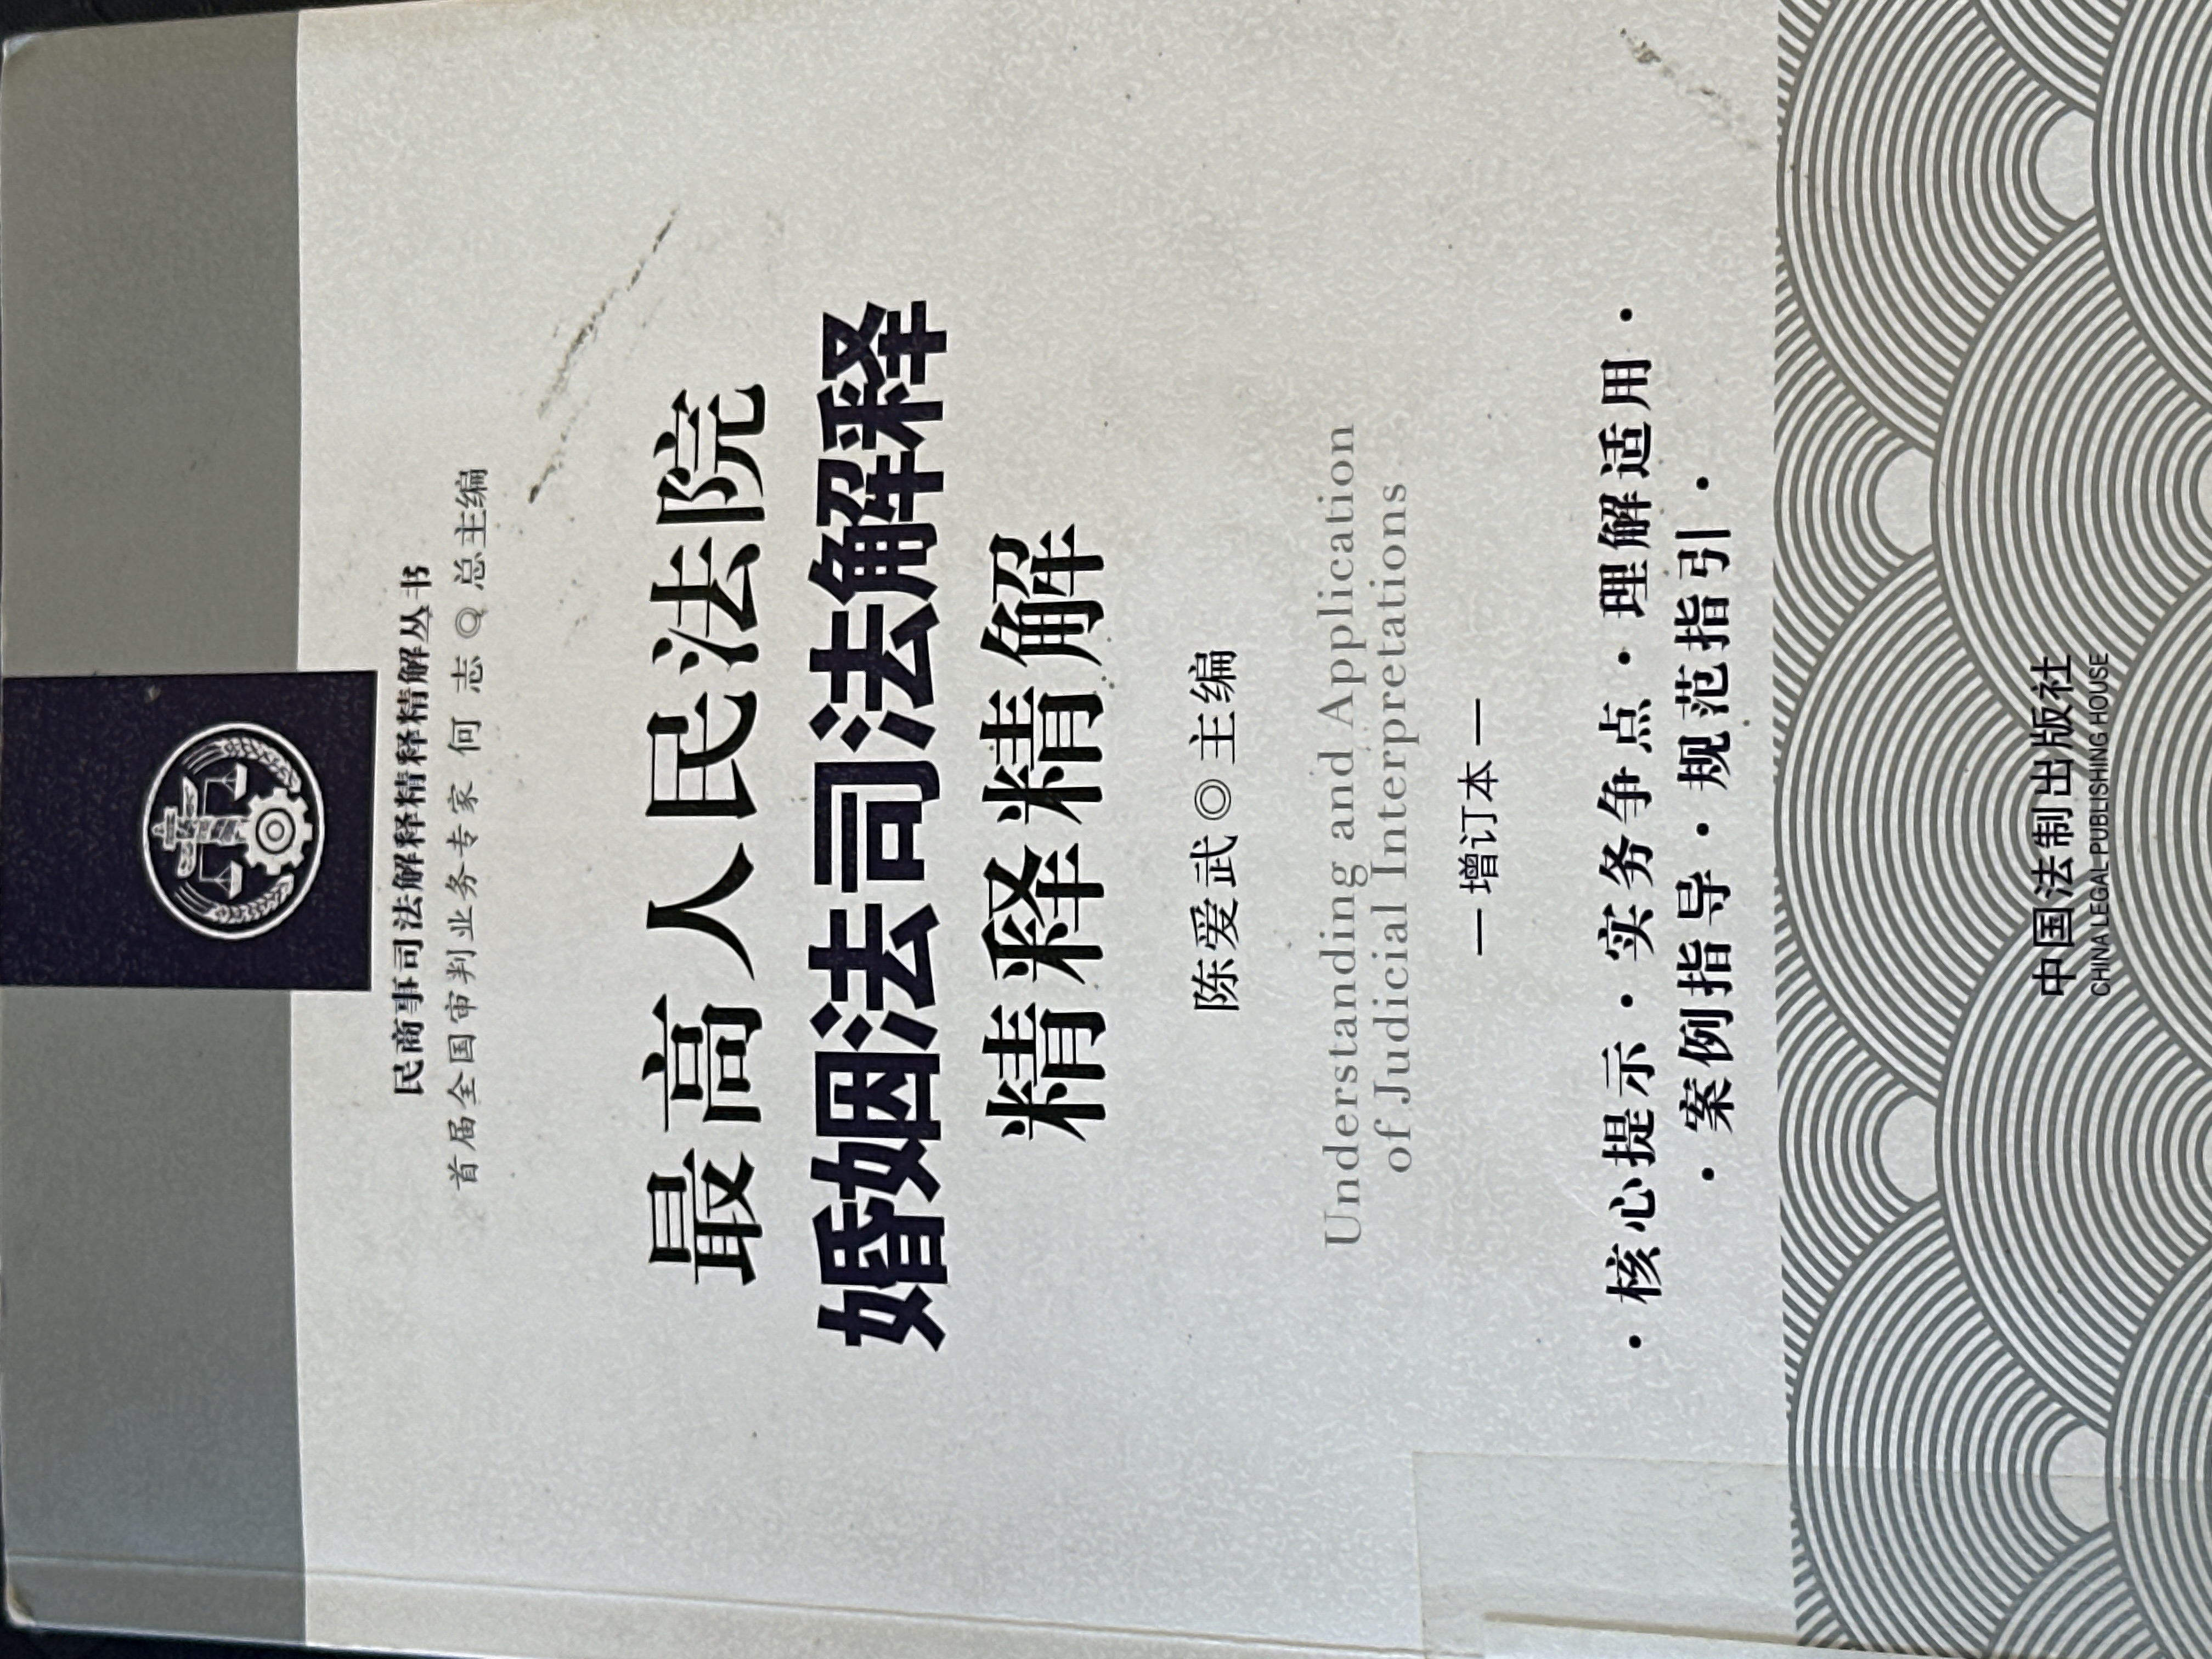 民商事司法解释精释精解丛书
首届全国审判业务专家 何 志 ◎ 总主编
最高人民法院
婚姻法司法解释
精释精解
陈爱武 ◎ 主编
Understanding and Application
of Judicial Interpretations
— 增订本 —
· 核心提示 · 实务争点 · 理解适用 ·
· 案例指导 · 规范指引 ·
中国法制出版社
CHINA LEGAL PUBLISHING HOUSE